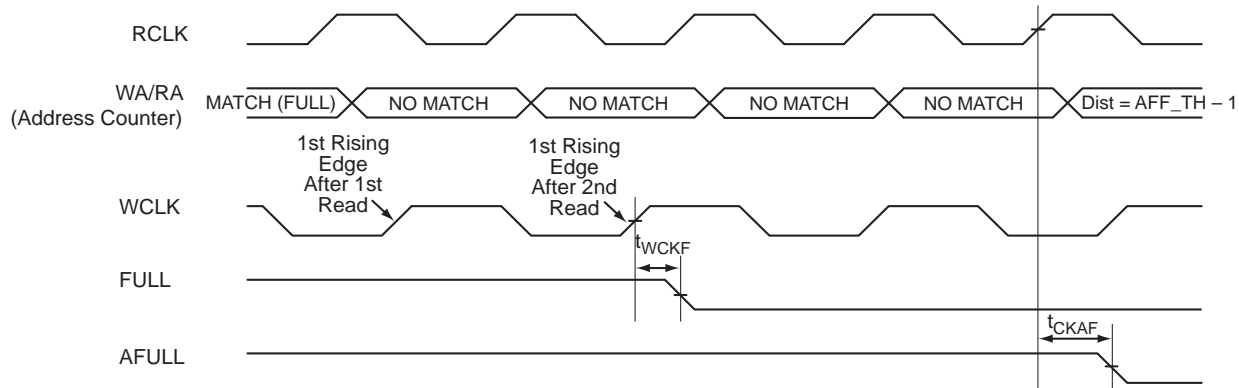 RCLK
WA/RA
(Address Counter)
MATCH (FULL)
NO MATCH
NO MATCH
NO MATCH
NO MATCH
Dist = AFF_TH – 1
1st Rising
Edge
After 1st
Read
1st Rising
Edge
After 2nd
Read
WCLK
tWCKF
FULL
tCKAF
AFULL